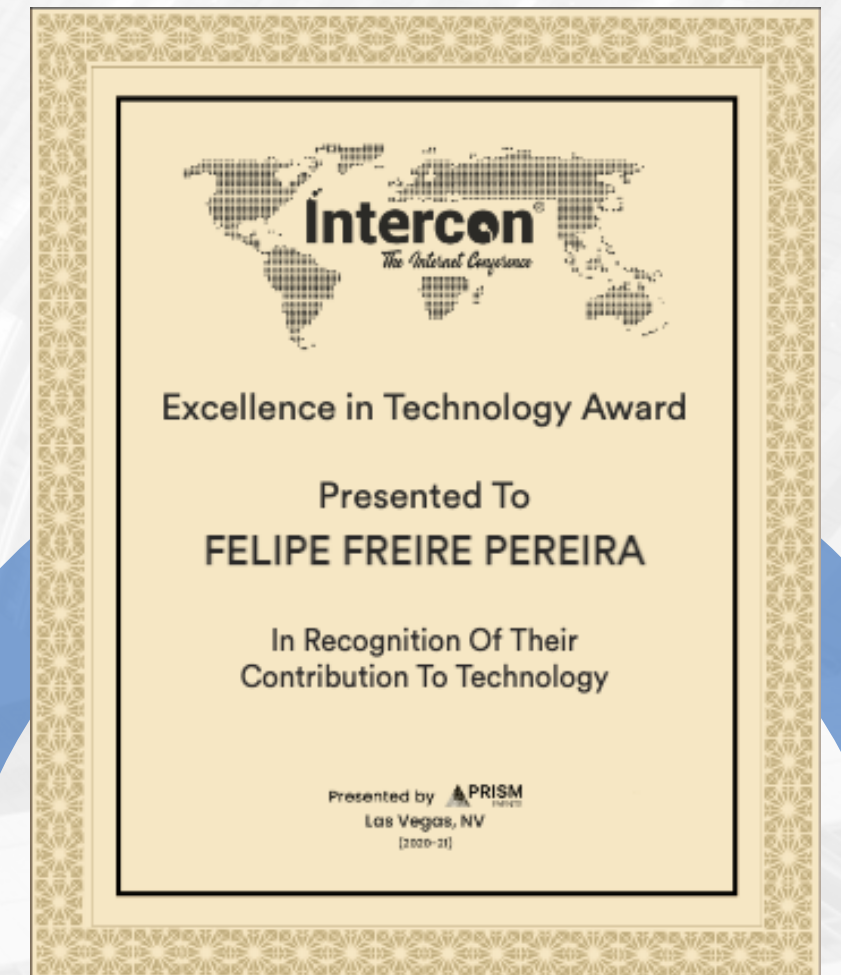 Intercon®
The Internet Conference
Excellence in Technology Award
Presented To
FELIPE FREIRE PEREIRA
In Recognition Of Their
Contribution To Technology
Presented by PRISM
EVENTS
Las Vegas, NV
[2020-21]